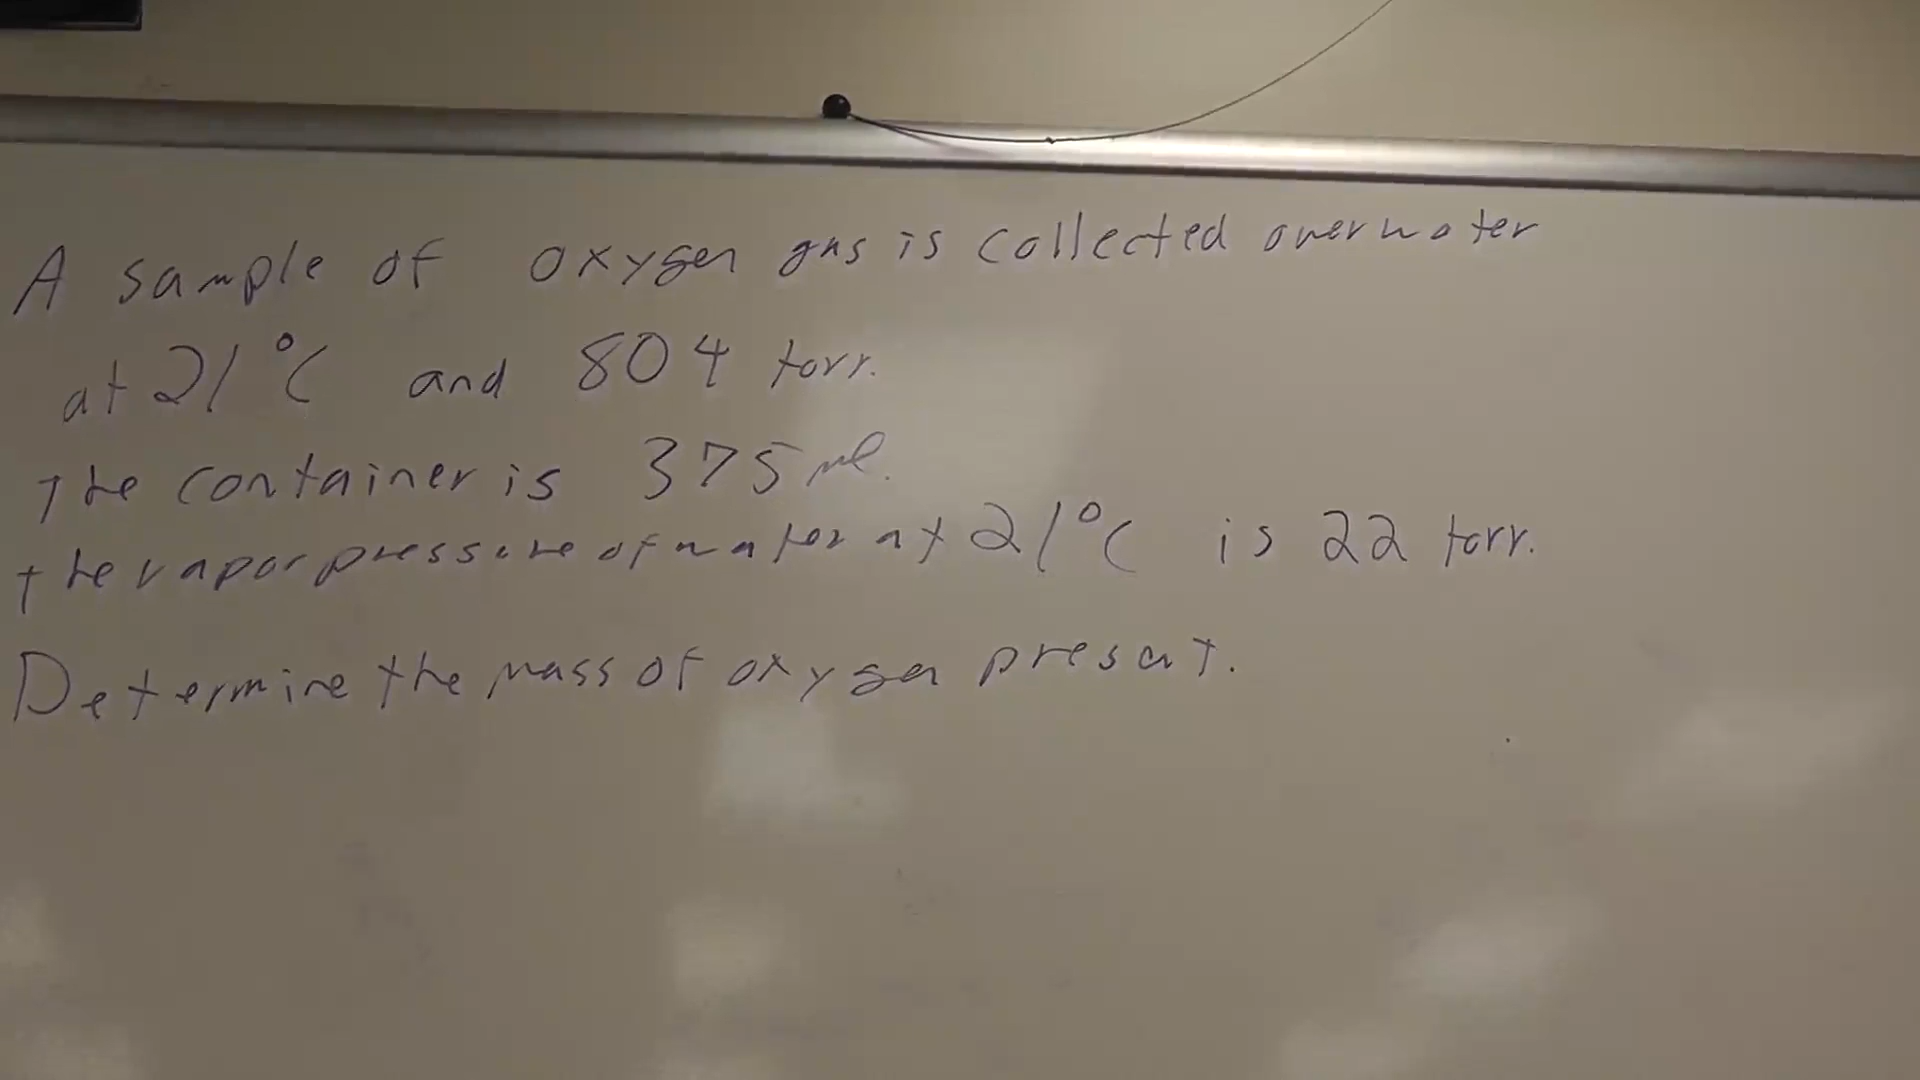 A sample of oxygen gas is collected over water
at 21°C and 804 torr.
The container is 375 ml.
the vapor pressure of water at 21°C is 22 torr.
Determine the mass of oxygen present.